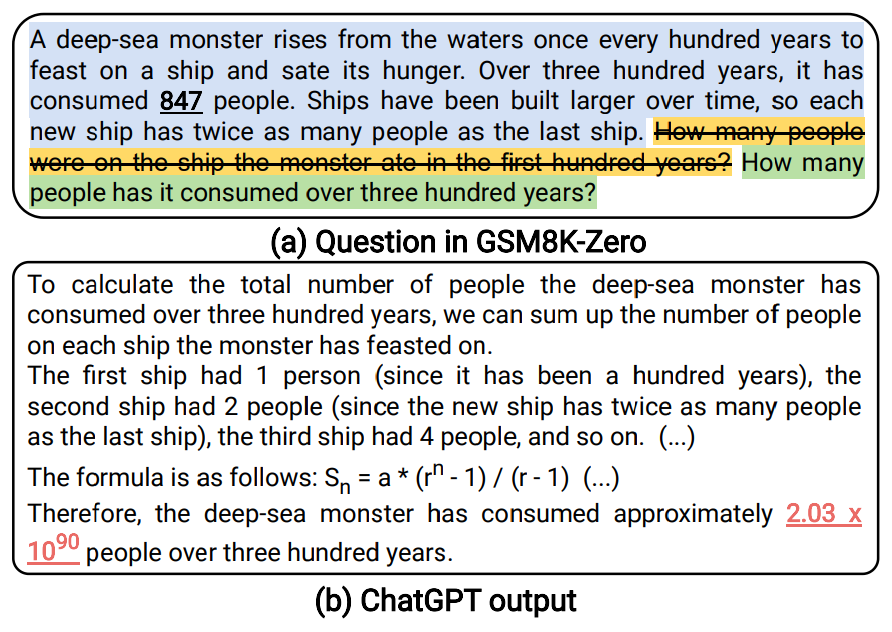 A deep-sea monster rises from the waters once every hundred years to
feast on a ship and sate its hunger. Over three hundred years, it has
consumed 847 people. Ships have been built larger over time, so each
new ship has twice as many people as the last ship. How many people
were on the ship the monster ate in the first hundred years? How many
people has it consumed over three hundred years?
(a) Question in GSM8K-Zero
To calculate the total number of people the deep-sea monster has
consumed over three hundred years, we can sum up the number of people
on each ship the monster has feasted on.
The first ship had 1 person (since it has been a hundred years), the
second ship had 2 people (since the new ship has twice as many people
as the last ship), the third ship had 4 people, and so on. (...)
The formula is as follows: Sₙ = a * (rⁿ - 1) / (r - 1) (...)
Therefore, the deep-sea monster has consumed approximately 2.03 x
10⁹⁰ people over three hundred years.
(b) ChatGPT output